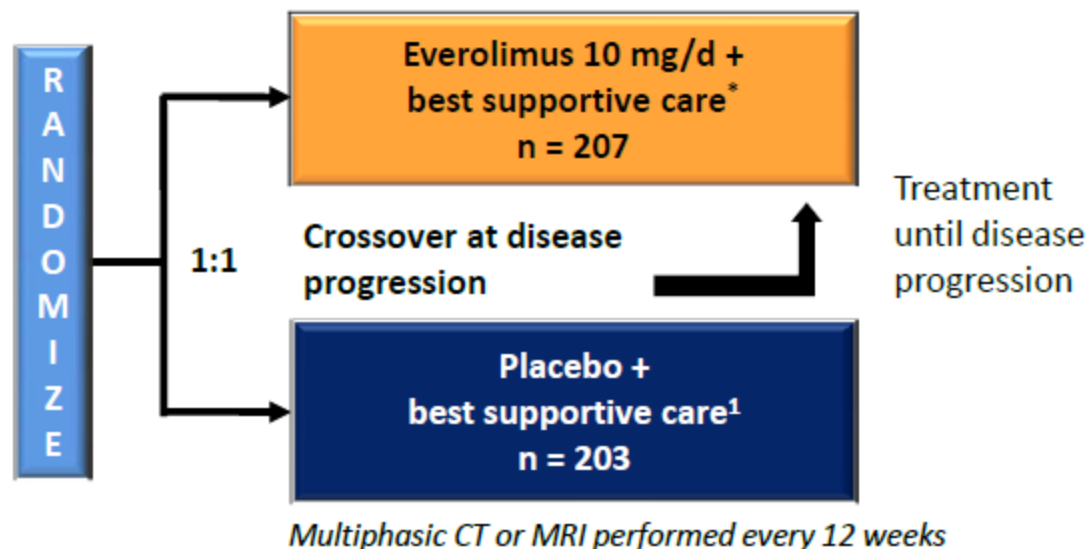 RANDOMIZE
Everolimus 10 mg/d +
best supportive care*
n = 207
1:1
Crossover at disease
progression
Treatment
until disease
progression
Placebo +
best supportive care¹
n = 203
Multiphasic CT or MRI performed every 12 weeks